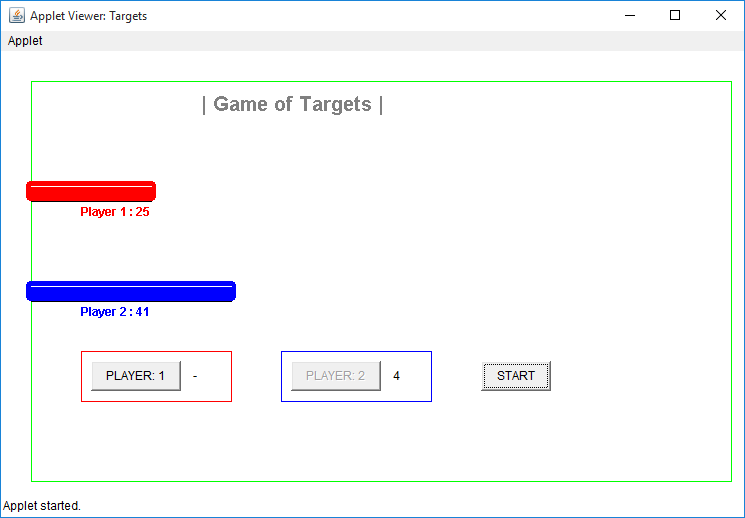 Applet Viewer: Targets
Applet
| Game of Targets |
Player 1 : 25
Player 2 : 41
PLAYER: 1 -
PLAYER: 2 4
START
Applet started.